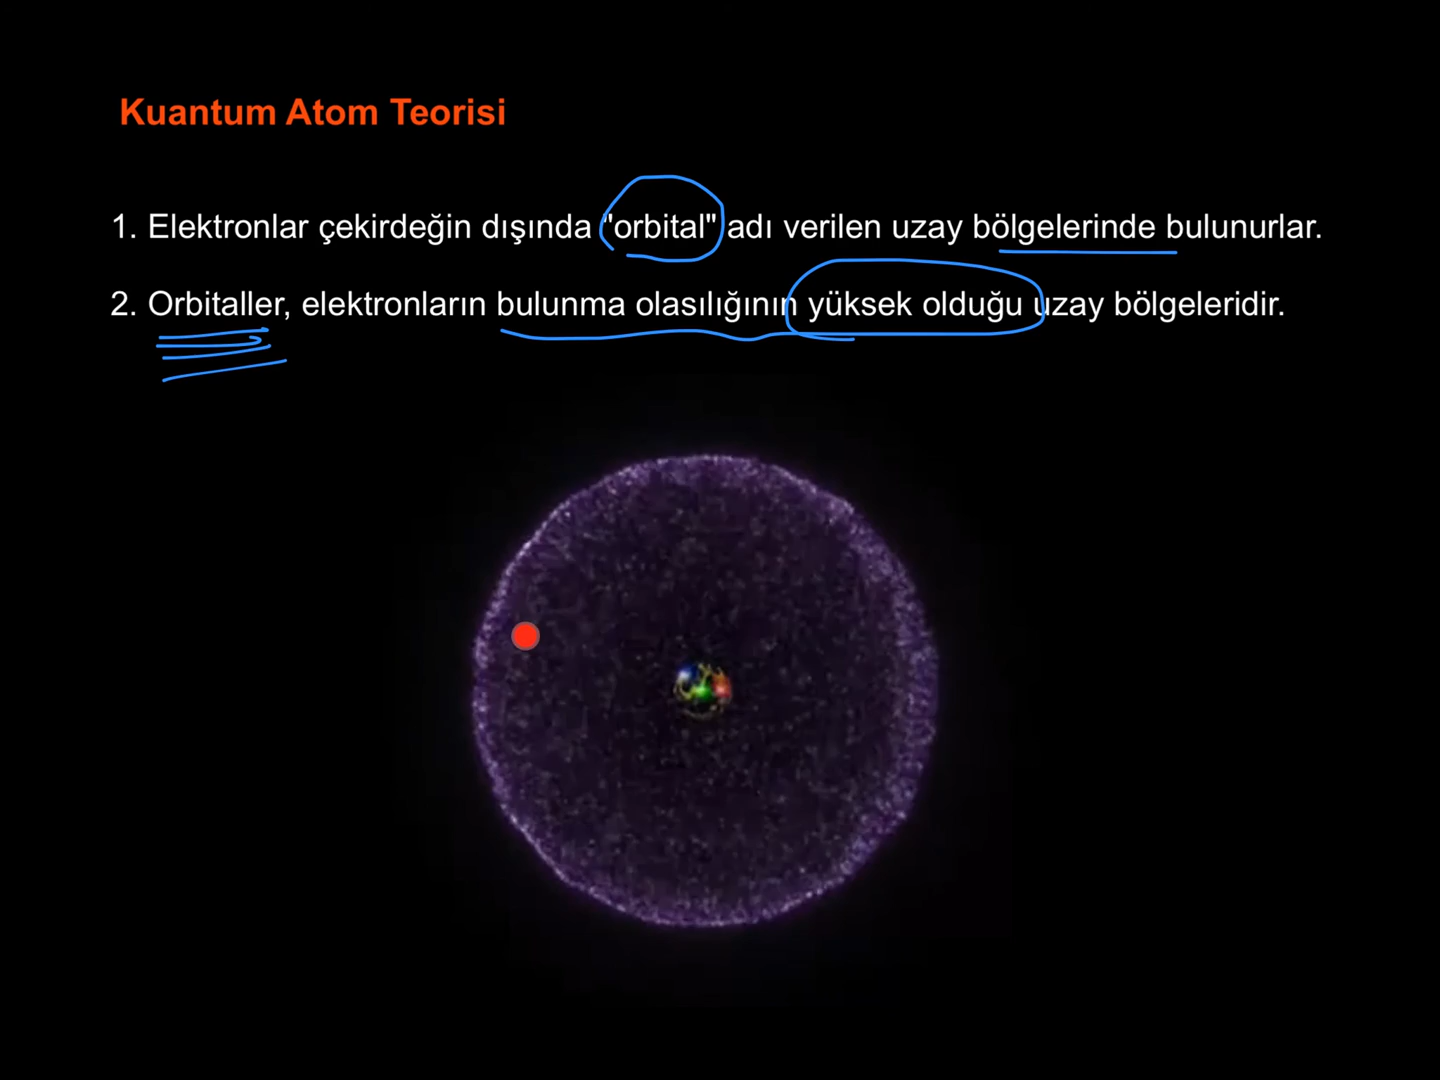 Kuantum Atom Teorisi
1. Elektronlar çekirdeğin dışında "orbital" adı verilen uzay bölgelerinde bulunurlar.
2. Orbitaller, elektronların bulunma olasılığının yüksek olduğu uzay bölgeleridir.